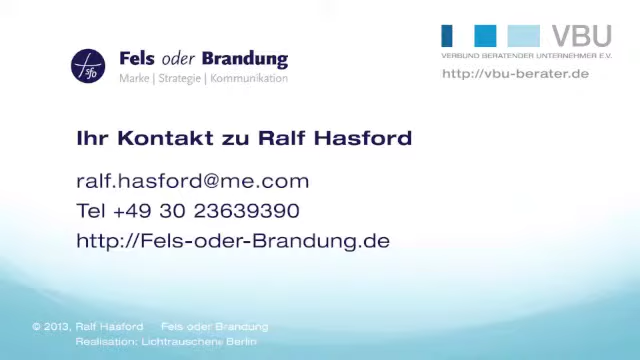 Fels oder Brandung
Marke | Strategie | Kommunikation
VBU
VERBUND BERATENDER UNTERNEHMER E.V.
http://vbu-berater.de
Ihr Kontakt zu Ralf Hasford
ralf.hasford@me.com
Tel +49 30 23639390
http://Fels-oder-Brandung.de
© 2013, Ralf Hasford Fels oder Brandung
Realisation: Lichtrauschen® Berlin